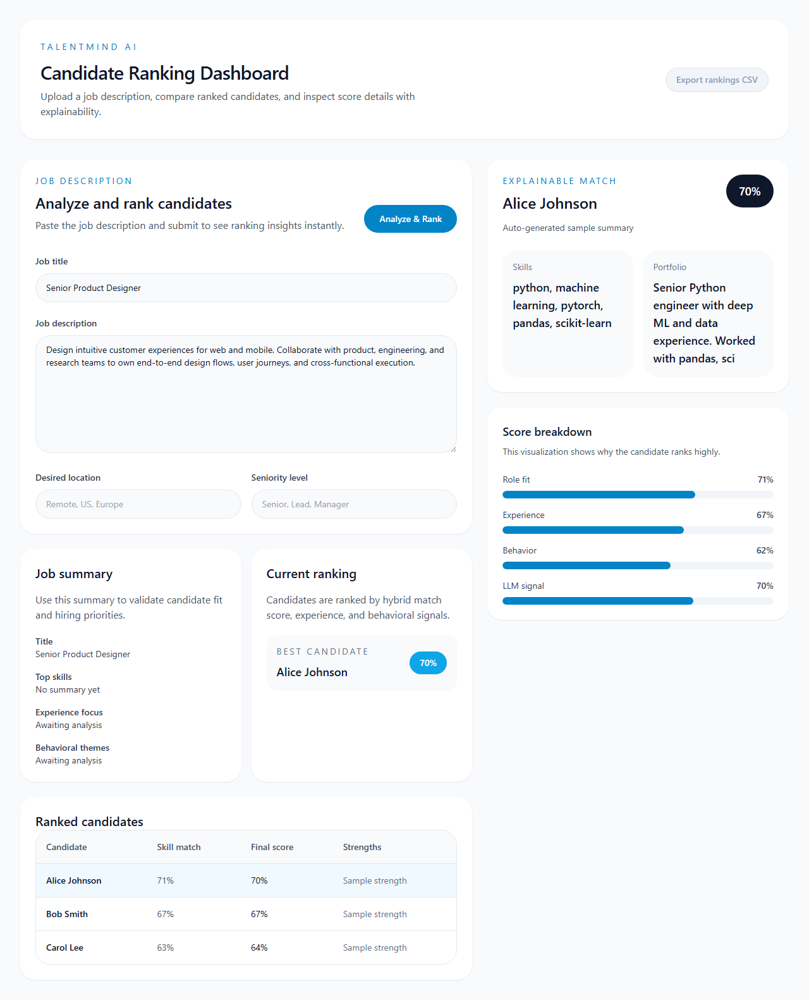 TALENTMIND AI
Candidate Ranking Dashboard
Upload a job description, compare ranked candidates, and inspect score details with
explainability.
Export rankings CSV
JOB DESCRIPTION
Analyze and rank candidates
Paste the job description and submit to see ranking insights instantly.
Analyze & Rank
Job title
Senior Product Designer
Job description
Design intuitive customer experiences for web and mobile. Collaborate with product, engineering, and
research teams to own end-to-end design flows, user journeys, and cross-functional execution.
Desired location
Seniority level
Remote, US, Europe
Senior, Lead, Manager
Job summary
Use this summary to validate candidate fit
and hiring priorities.
Title
Senior Product Designer
Top skills
No summary yet
Experience focus
Awaiting analysis
Behavioral themes
Awaiting analysis
Current ranking
Candidates are ranked by hybrid match
score, experience, and behavioral signals.
BEST CANDIDATE
Alice Johnson
70%
Ranked candidates
Candidate Skill match Final score Strengths
Alice Johnson 71% 70% Sample strength
Bob Smith 67% 67% Sample strength
Carol Lee 63% 64% Sample strength
EXPLAINABLE MATCH
Alice Johnson
70%
Auto-generated sample summary
Skills
python, machine
learning, pytorch,
pandas, scikit-learn
Portfolio
Senior Python
engineer with deep
ML and data
experience. Worked
with pandas, sci
Score breakdown
This visualization shows why the candidate ranks highly.
Role fit 71%
Experience 67%
Behavior 62%
LLM signal 70%